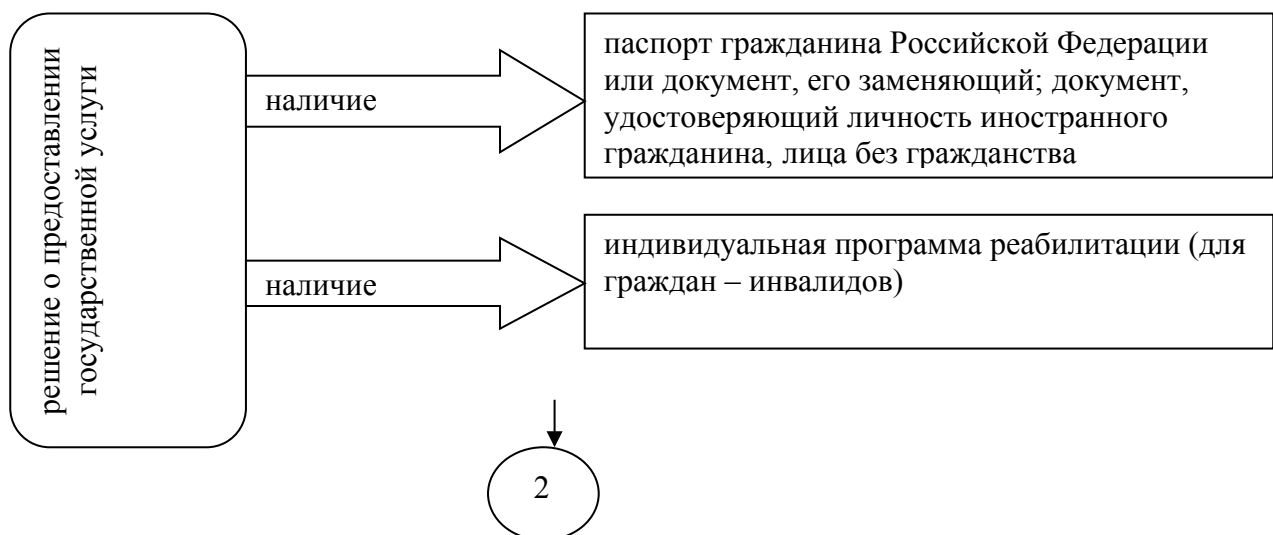 решение о предоставлении
государственной услуги
наличие
паспорт гражданина Российской Федерации
или документ, его заменяющий; документ,
удостоверяющий личность иностранного
гражданина, лица без гражданства
наличие
индивидуальная программа реабилитации (для
граждан – инвалидов)
2